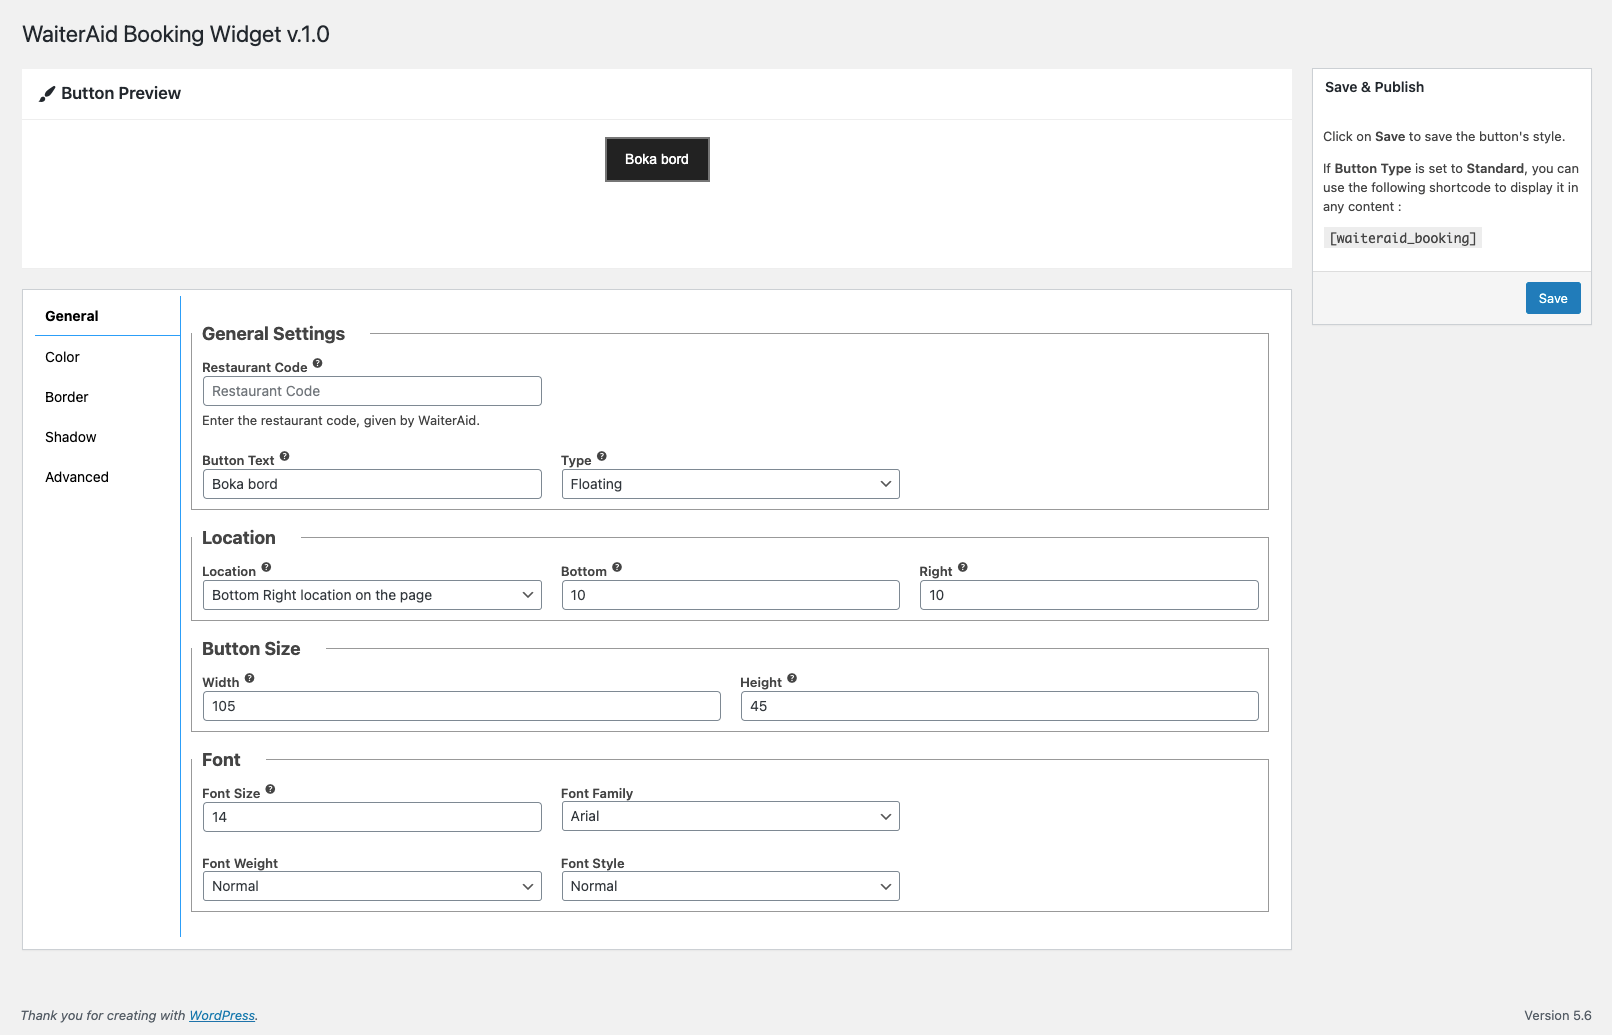 WaiterAid Booking Widget v.1.0
Button Preview
Boka bord
Save & Publish
Click on Save to save the button's style.
If Button Type is set to Standard, you can
use the following shortcode to display it in
any content :
[waiteraid_booking]
Save
General
Color
Border
Shadow
Advanced
General Settings
Restaurant Code
Restaurant Code
Enter the restaurant code, given by WaiterAid.
Button Text Type
Boka bord Floating
Location
Location Bottom Right
Bottom Right location on the page 10 10
Button Size
Width Height
105 45
Font
Font Size Font Family
14 Arial
Font Weight Font Style
Normal Normal
Thank you for creating with WordPress. Version 5.6